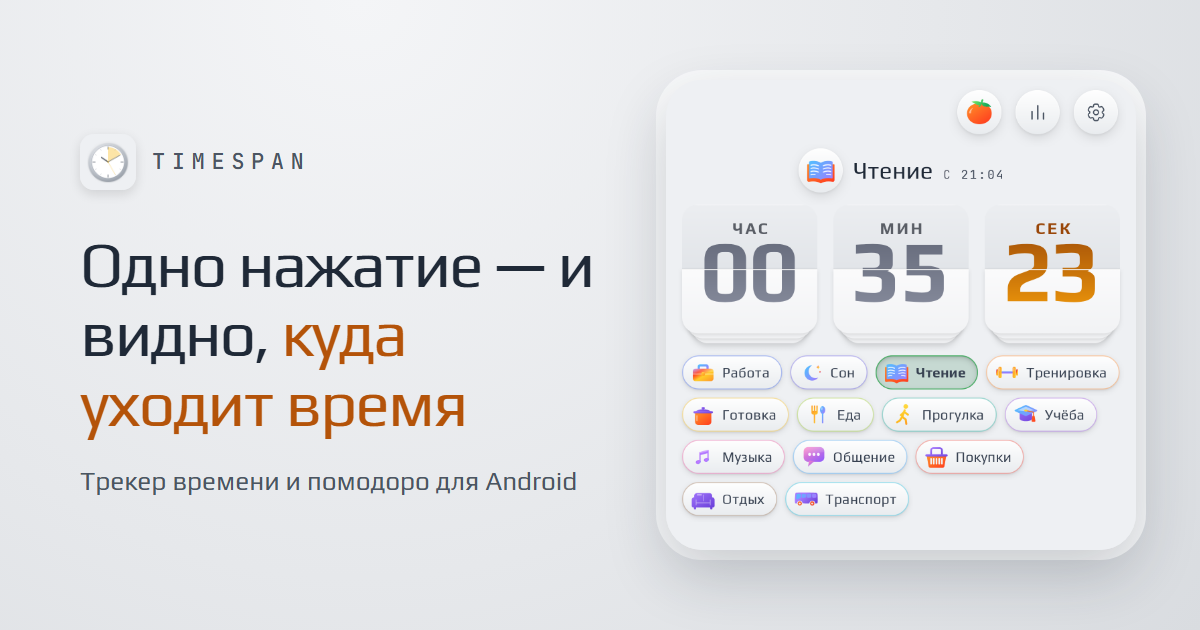 TIMESPAN
Одно нажатие — и
видно, куда
уходит время
Трекер времени и помодоро для Android
Чтение с 21:04
ЧАС МИН СЕК
00 35 23
Работа Сон Чтение Тренировка
Готовка Еда Прогулка Учёба
Музыка Общение Покупки
Отдых Транспорт